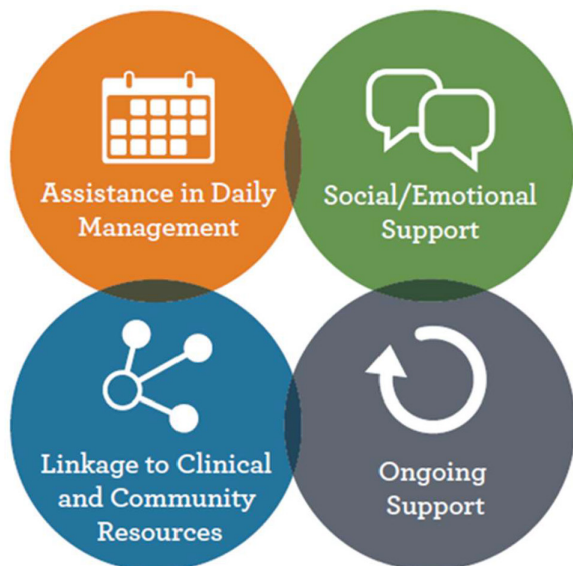 Assistance in Daily
Management
Social/Emotional
Support
Linkage to Clinical
and Community
Resources
Ongoing
Support